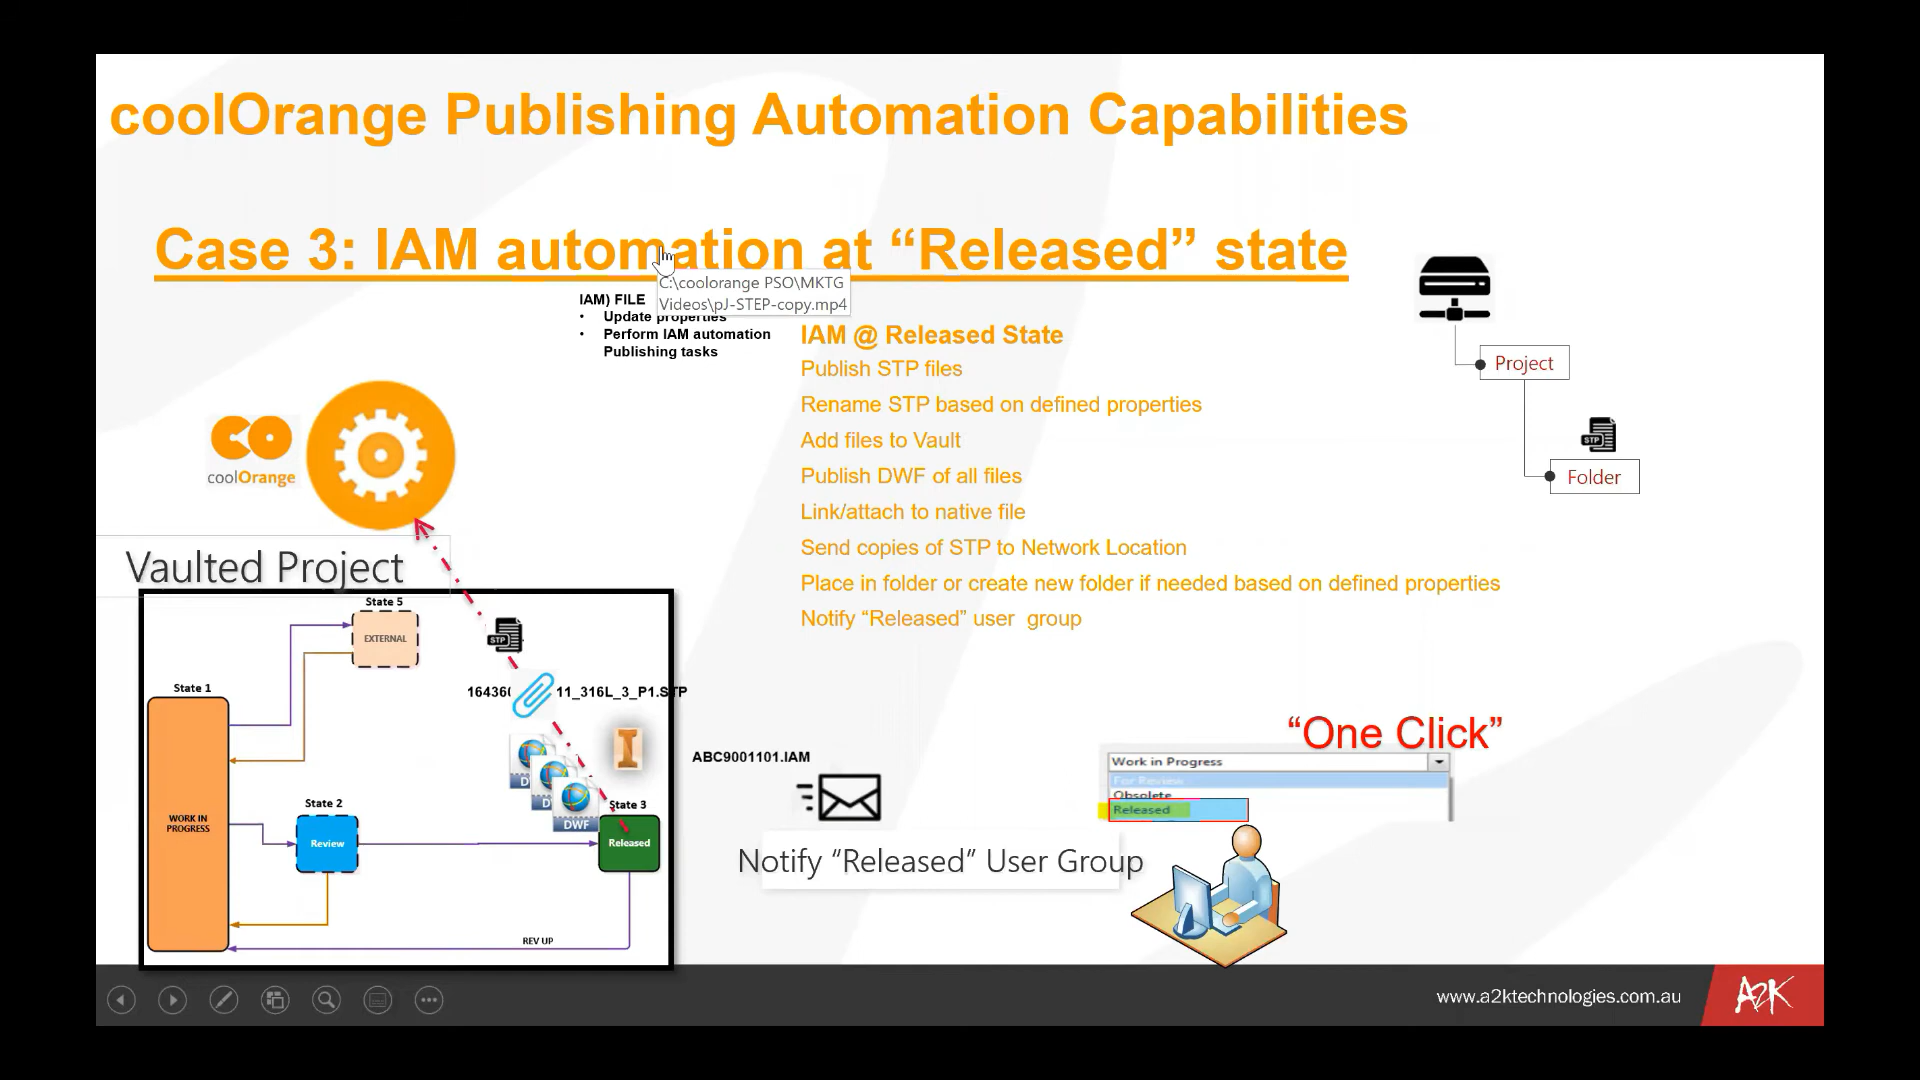 coolOrange Publishing Automation Capabilities
Case 3: IAM automation at “Released” state
C:\coolorange PSO\MKTG
Videos\pJ-STEP-copy.mp4
IAM) FILE
• Update properties
• Perform IAM automation
Publishing tasks
IAM @ Released State
Publish STP files
Rename STP based on defined properties
Add files to Vault
Publish DWF of all files
Link/attach to native file
Send copies of STP to Network Location
Place in folder or create new folder if needed based on defined properties
Notify “Released” user group
Project
STP
Folder
coolOrange
Vaulted Project
State 5
EXTERNAL
State 1
WORK IN
PROGRESS
STP
11_316L_3_P1.STP
State 2
Review
DWF
State 3
Released
REV UP
ABC9001101.IAM
Notify “Released” User Group
“One Click”
Work in Progress
For Review
Obsolete
Released
www.a2ktechnologies.com.au
A2K